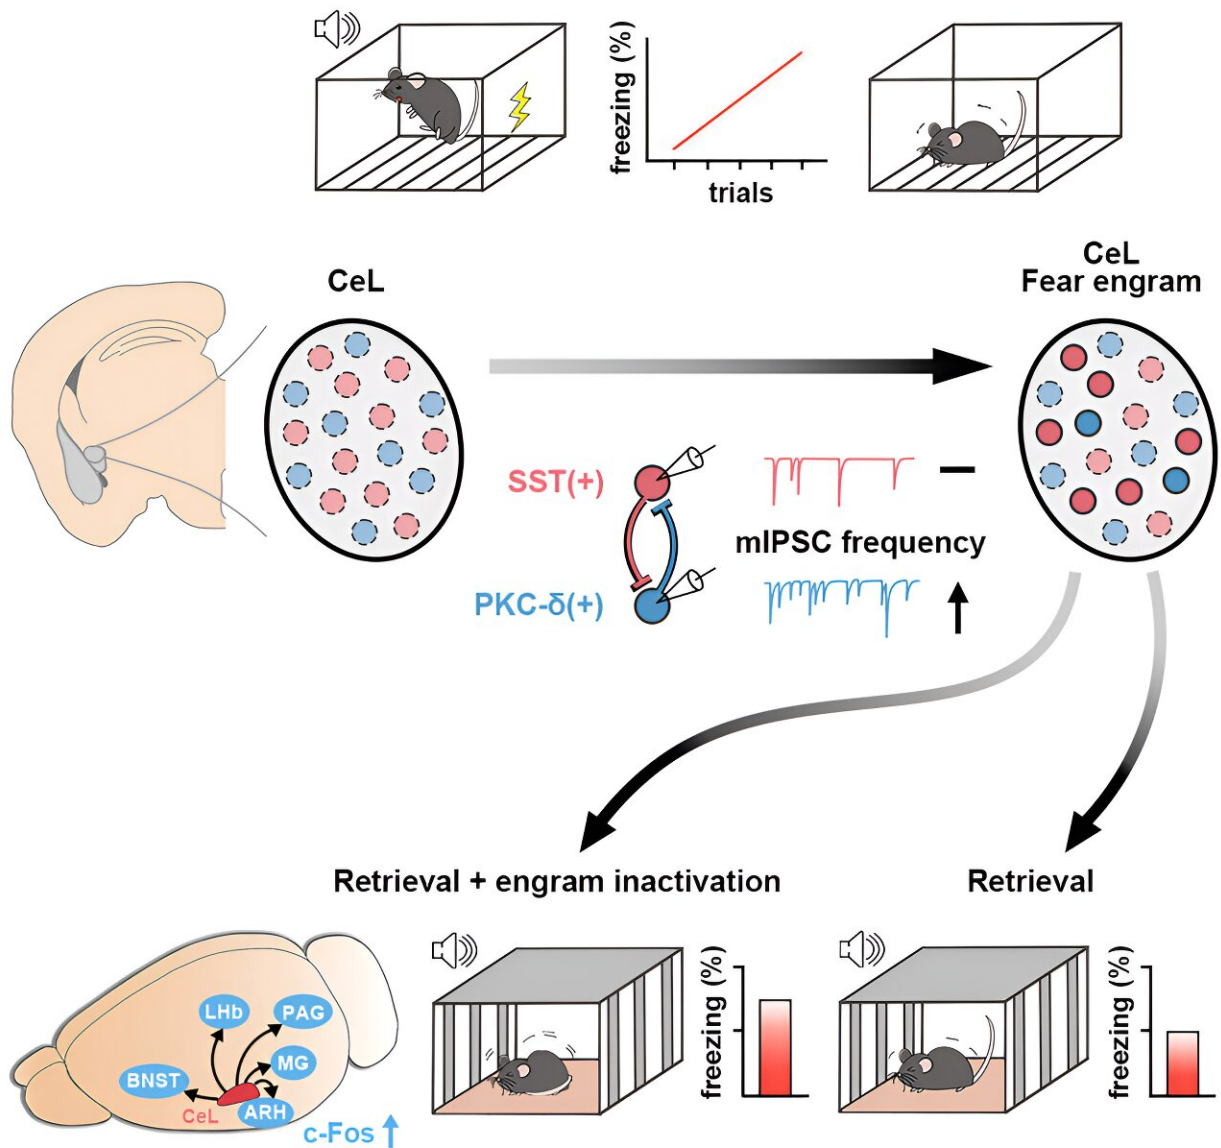 freezing (%)
trials
CeL
CeL
Fear engram
SST(+)
mIPSC frequency
PKC-δ(+)
Retrieval + engram inactivation
Retrieval
LHb
PAG
MG
BNST
CeL
ARH
c-Fos
freezing (%)
freezing (%)